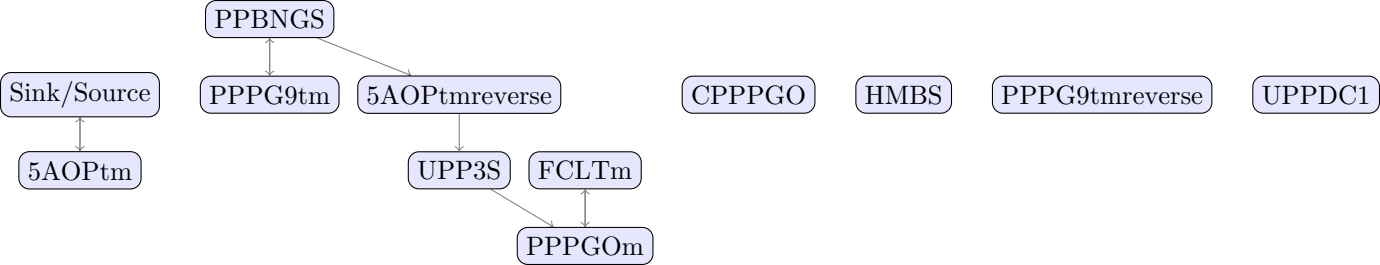 PPBNGS
Sink/Source
PPPG9tm
5AOPtmreverse
CPPPGO
HMBS
PPPG9tmreverse
UPPDC1
5AOPtm
UPP3S
FCLTm
PPPGOm